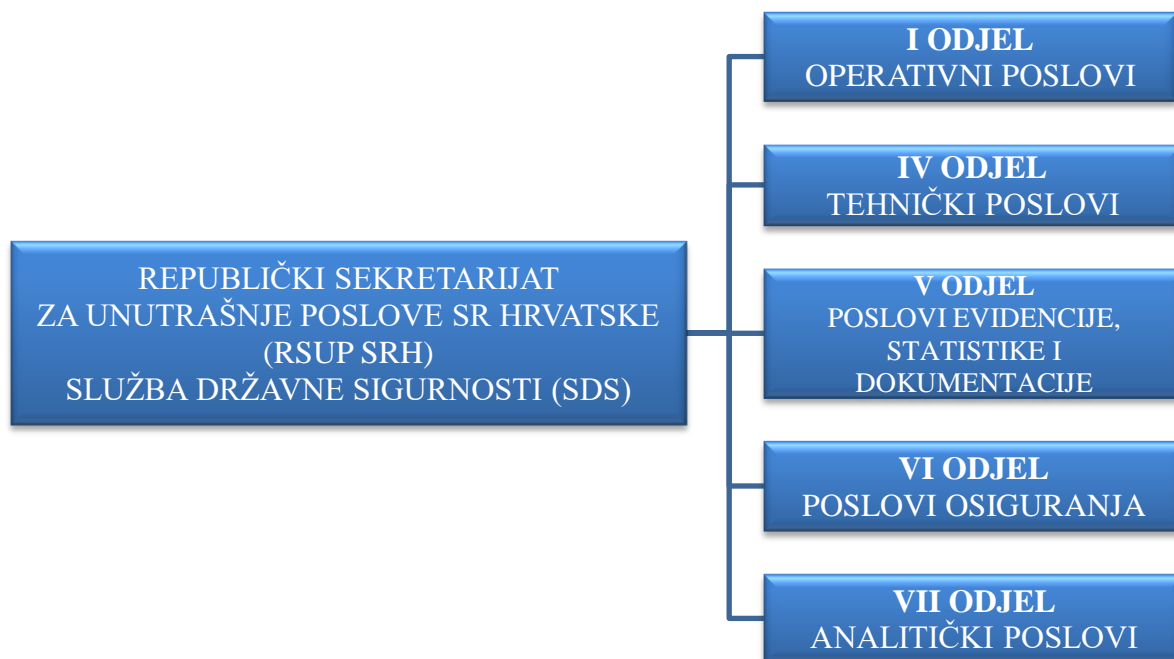 REPUBLIČKI SEKRETARIJAT
ZA UNUTRAŠNJE POSLOVE SR HRVATSKE
(RSUP SRH)
SLUŽBA DRŽAVNE SIGURNOSTI (SDS)
I ODJEL
OPERATIVNI POSLOVI
IV ODJEL
TEHNIČKI POSLOVI
V ODJEL
POSLOVI EVIDENCIJE,
STATISTIKE I
DOKUMENTACIJE
VI ODJEL
POSLOVI OSIGURANJA
VII ODJEL
ANALITIČKI POSLOVI